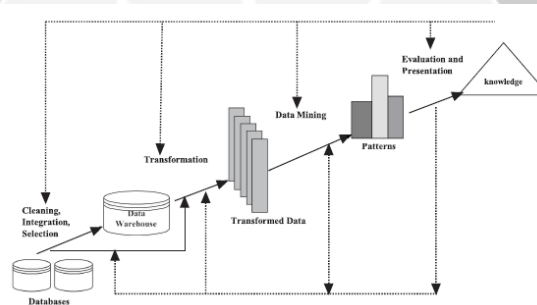 Evaluation and
Presentation
knowledge
Data Mining
Patterns
Transformation
Transformed Data
Cleaning,
Integration,
Selection
Data
Warehouse
Databases